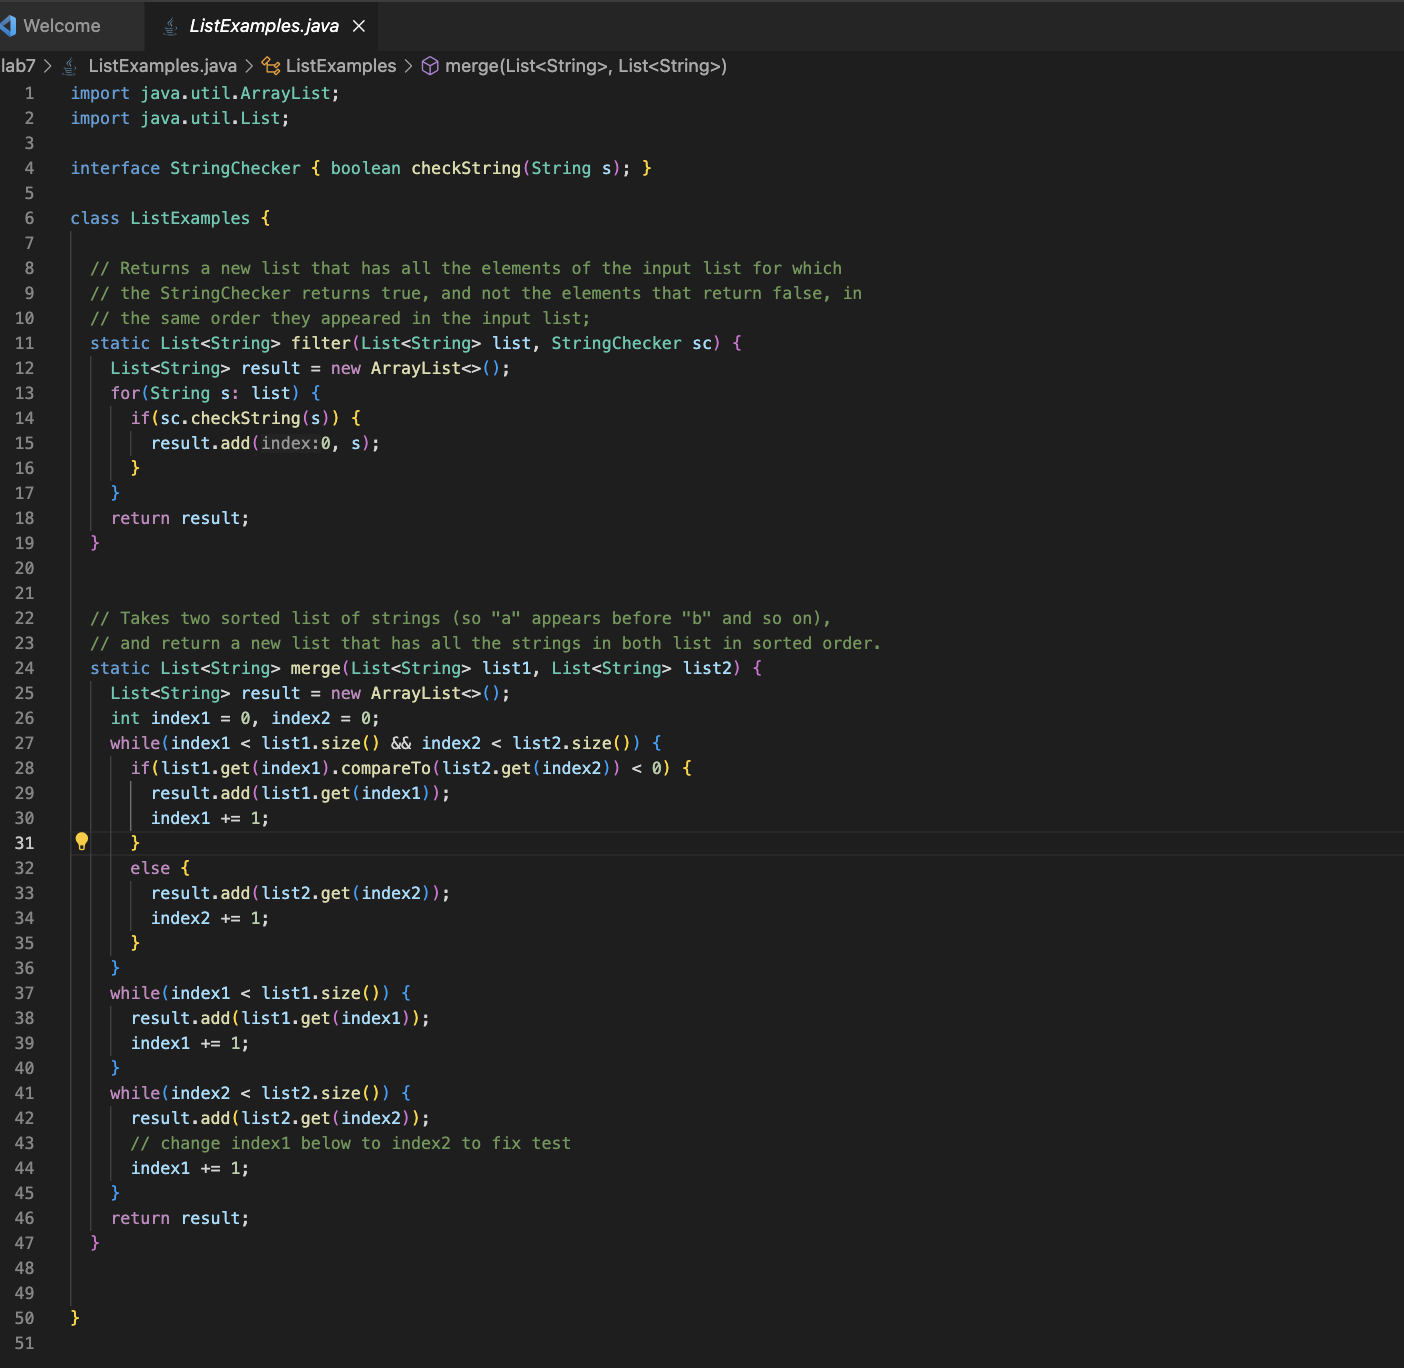 Welcome ListExamples.java ×
lab7 > ListExamples.java > ListExamples > merge(List<String>, List<String>)
1 import java.util.ArrayList;
2 import java.util.List;
3
4 interface StringChecker { boolean checkString(String s); }
5
6 class ListExamples {
7
8   // Returns a new list that has all the elements of the input list for which
9   // the StringChecker returns true, and not the elements that return false, in
10   // the same order they appeared in the input list;
11   static List<String> filter(List<String> list, StringChecker sc) {
12     List<String> result = new ArrayList<>();
13     for(String s: list) {
14       if(sc.checkString(s)) {
15         result.add(index:0, s);
16       }
17     }
18     return result;
19   }
20
21
22   // Takes two sorted list of strings (so "a" appears before "b" and so on),
23   // and return a new list that has all the strings in both list in sorted order.
24   static List<String> merge(List<String> list1, List<String> list2) {
25     List<String> result = new ArrayList<>();
26     int index1 = 0, index2 = 0;
27     while(index1 < list1.size() && index2 < list2.size()) {
28       if(list1.get(index1).compareTo(list2.get(index2)) < 0) {
29         result.add(list1.get(index1));
30         index1 += 1;
31       }
32       else {
33         result.add(list2.get(index2));
34         index2 += 1;
35       }
36     }
37     while(index1 < list1.size()) {
38       result.add(list1.get(index1));
39       index1 += 1;
40     }
41     while(index2 < list2.size()) {
42       result.add(list2.get(index2));
43       // change index1 below to index2 to fix test
44       index1 += 1;
45     }
46     return result;
47   }
48
49
50 }
51